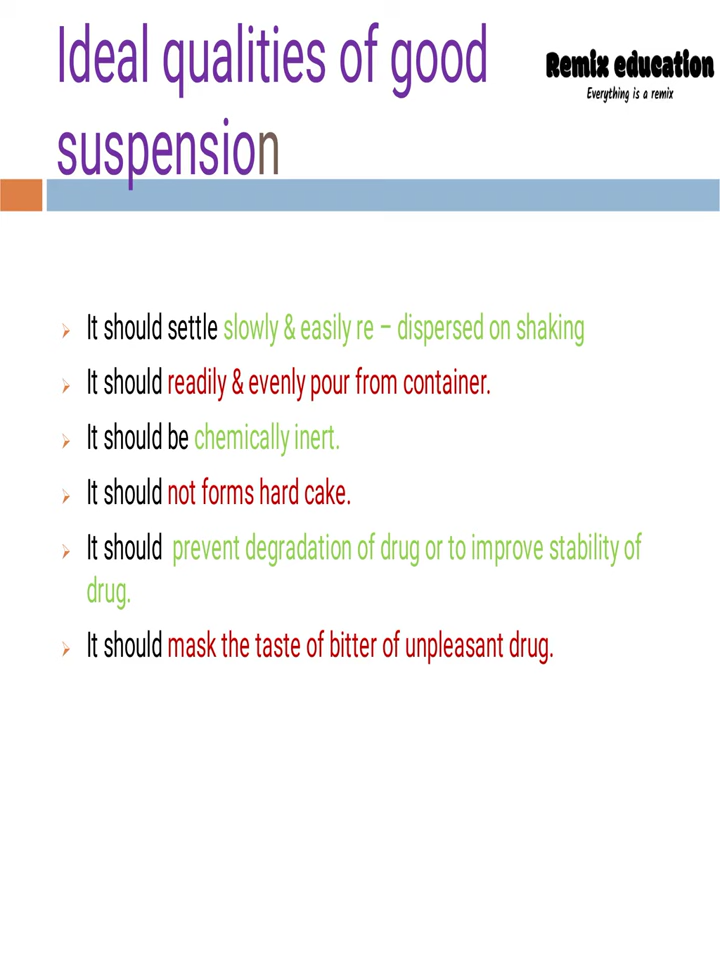 Ideal qualities of good
suspension
Remix education
Everything is a remix
It should settle slowly & easily re – dispersed on shaking
It should readily & evenly pour from container.
It should be chemically inert.
It should not forms hard cake.
It should prevent degradation of drug or to improve stability of
drug.
It should mask the taste of bitter of unpleasant drug.